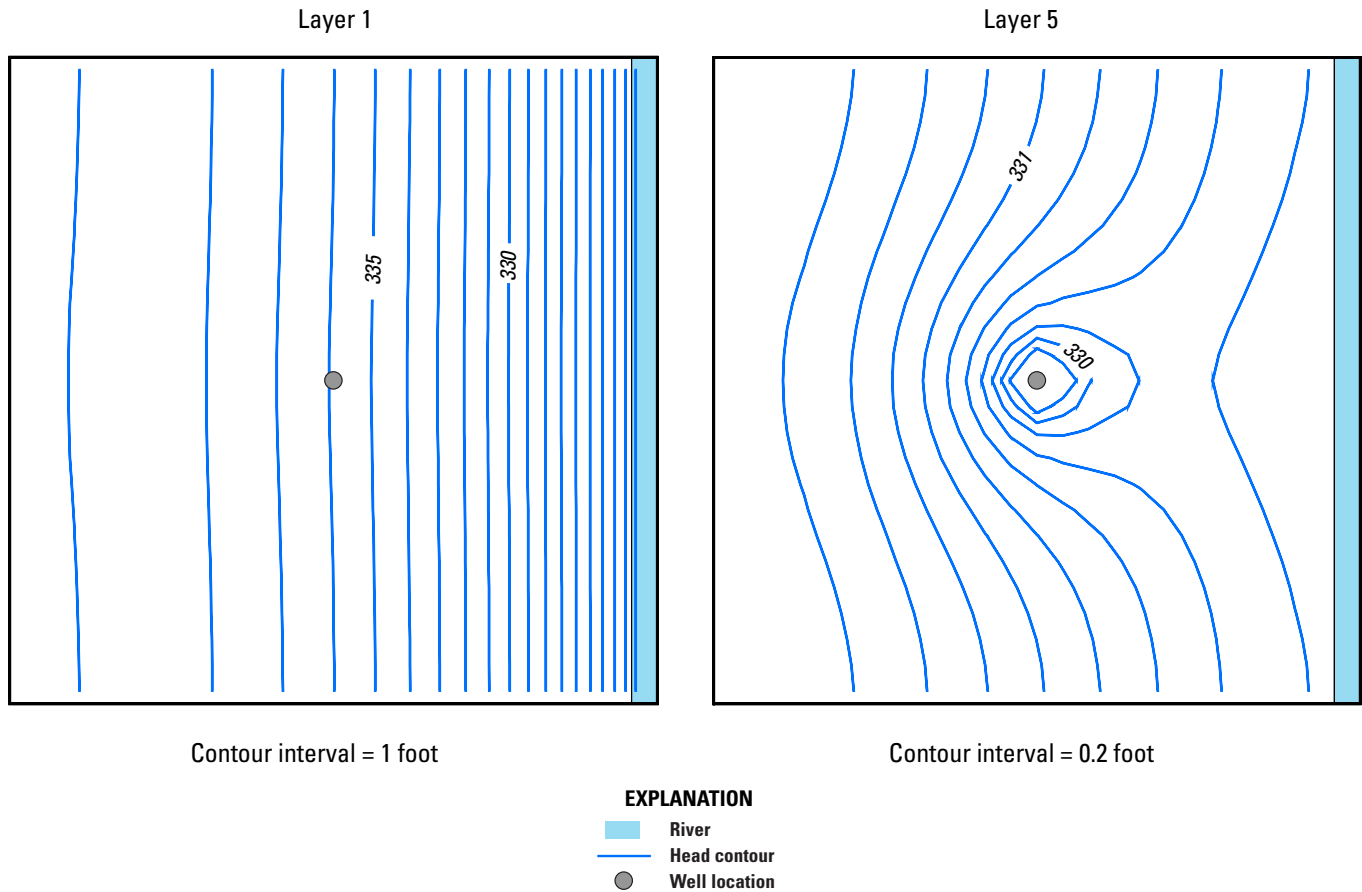 Layer 1
Layer 5
335
330
331
330
Contour interval = 1 foot
Contour interval = 0.2 foot
EXPLANATION
River
Head contour
Well location